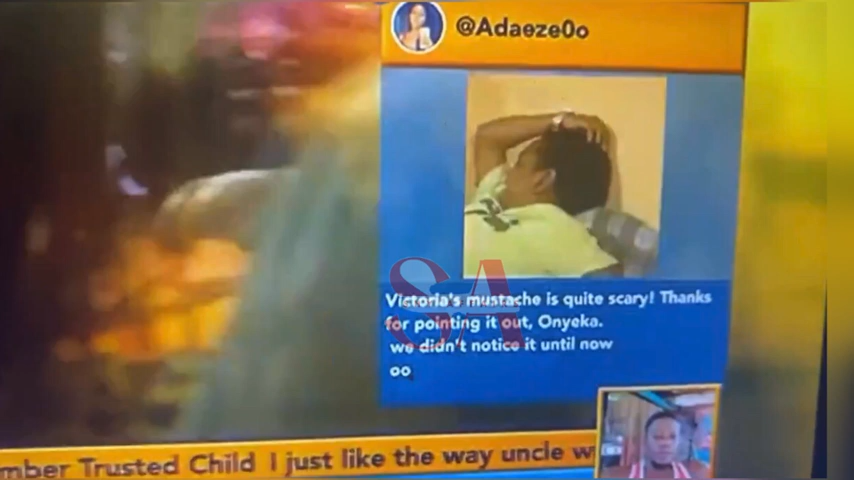 @Adaeze0o
SA
Victoria's mustache is quite scary! Thanks
for pointing it out, Onyeka.
we didn't notice it until now
oo
mber Trusted Child I just like the way uncle w